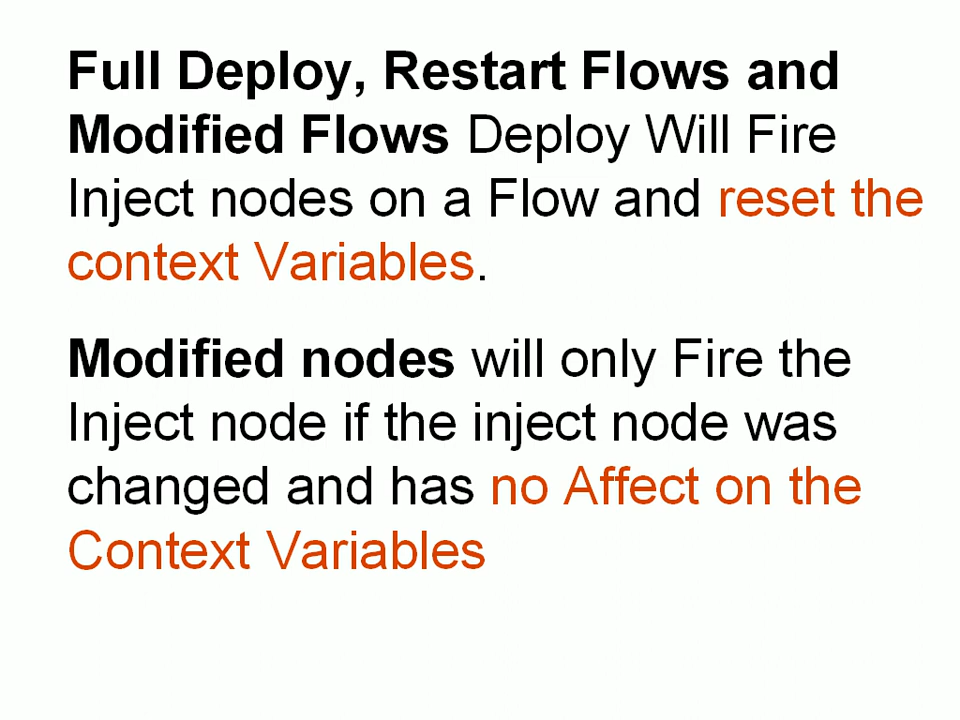 Full Deploy, Restart Flows and
Modified Flows Deploy Will Fire
Inject nodes on a Flow and reset the
context Variables.
Modified nodes will only Fire the
Inject node if the inject node was
changed and has no Affect on the
Context Variables